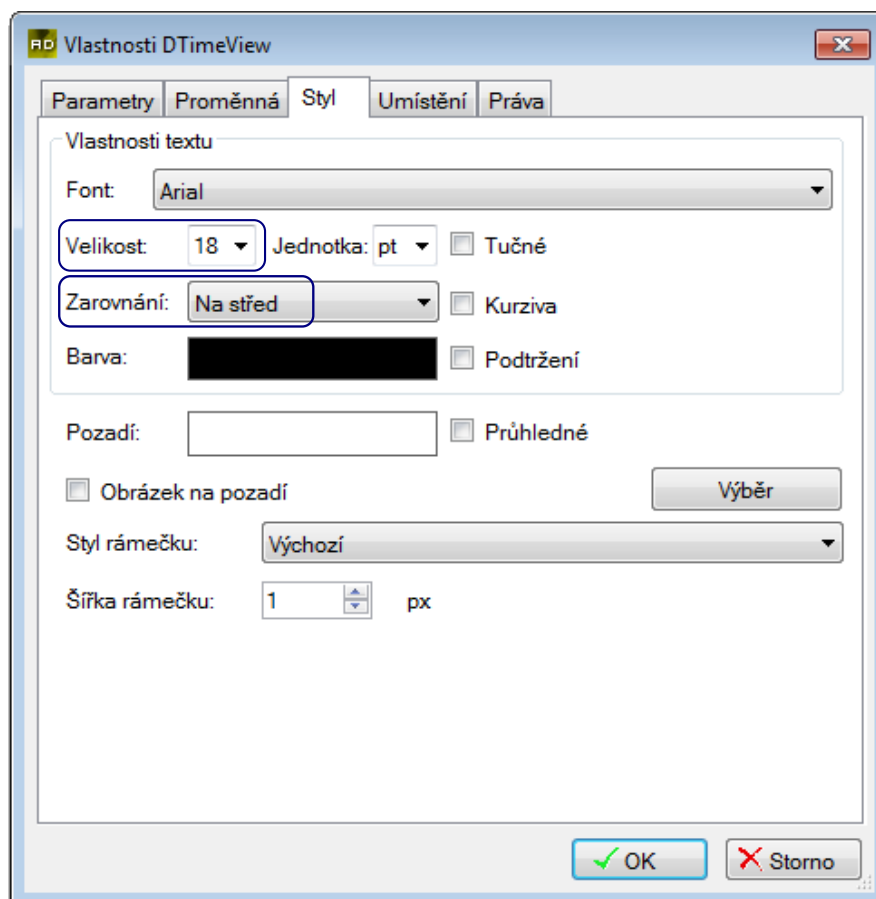 RD Vlastnosti DTimeView
Parametry Proměnná Styl Umístění Práva
Vlastnosti textu
Font: Arial
Velikost: 18 Jednotka: pt Tučné
Zarovnání: Na střed Kurziva
Barva: Podtržení
Pozadí: Průhledné
Obrázek na pozadí Výběr
Styl rámečku: Výchozí
Šířka rámečku: 1 px
OK Storno